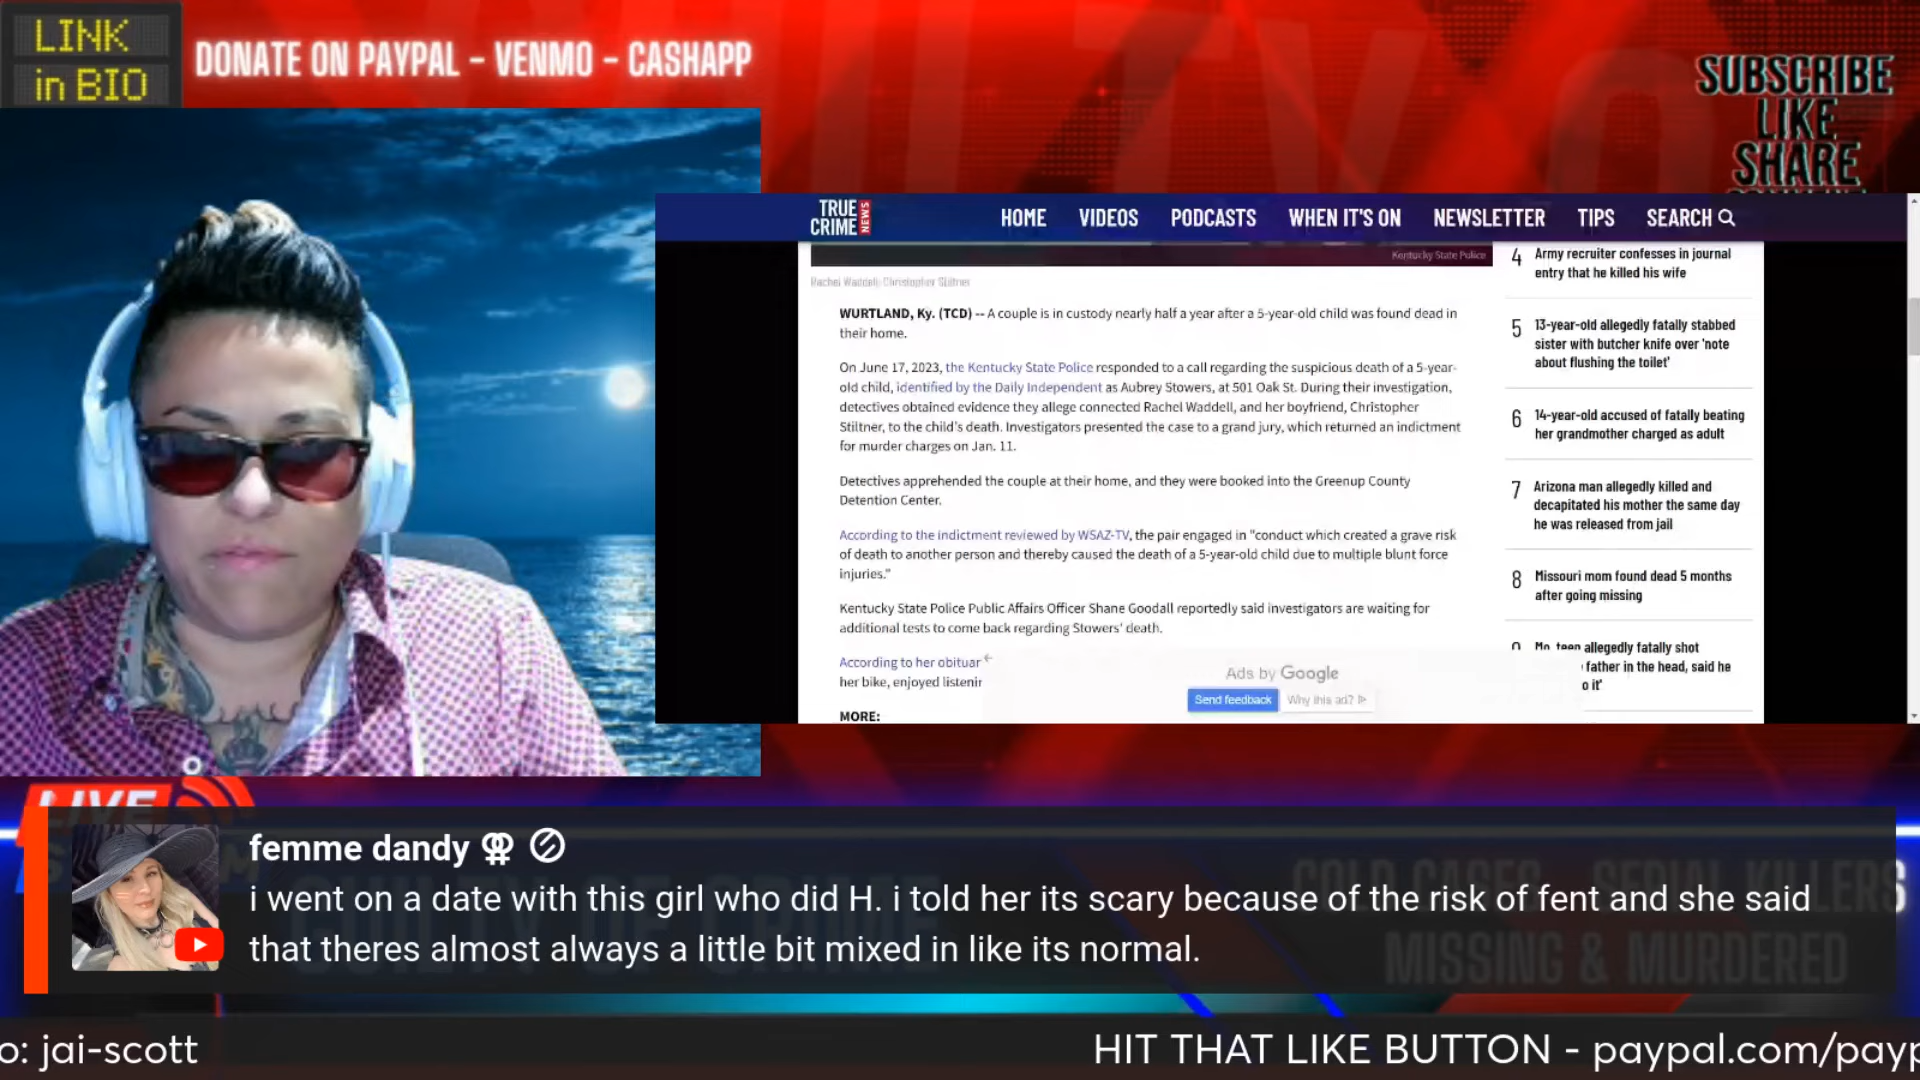 LINK
in BIO
DONATE ON PAYPAL - VENMO - CASHAPP
SUBSCRIBE
LIKE
SHARE
TRUE
CRIME
NEWS
HOME VIDEOS PODCASTS WHEN IT'S ON NEWSLETTER TIPS SEARCH
Kentucky State Police
Rachel Waddell; Christopher Stiltner
WURTLAND, Ky. (TCD) -- A couple is in custody nearly half a year after a 5-year-old child was found dead in
their home.
On June 17, 2023, the Kentucky State Police responded to a call regarding the suspicious death of a 5-year-
old child, identified by the Daily Independent as Aubrey Stowers, at 501 Oak St. During their investigation,
detectives obtained evidence they allege connected Rachel Waddell, and her boyfriend, Christopher
Stiltner, to the child's death. Investigators presented the case to a grand jury, which returned an indictment
for murder charges on Jan. 11.
Detectives apprehended the couple at their home, and they were booked into the Greenup County
Detention Center.
According to the indictment reviewed by WSAZ-TV, the pair engaged in "conduct which created a grave risk
of death to another person and thereby caused the death of a 5-year-old child due to multiple blunt force
injuries."
Kentucky State Police Public Affairs Officer Shane Goodall reportedly said investigators are waiting for
additional tests to come back regarding Stowers' death.
According to her obituar
her bike, enjoyed listenin
MORE:
Ads by Google
Send feedback Why this ad?
4 Army recruiter confesses in journal
entry that he killed his wife
5 13-year-old allegedly fatally stabbed
sister with butcher knife over 'note
about flushing the toilet'
6 14-year-old accused of fatally beating
her grandmother charged as adult
7 Arizona man allegedly killed and
decapitated his mother the same day
he was released from jail
8 Missouri mom found dead 5 months
after going missing
9 Mo. teen allegedly fatally shot
father in the head, said he
o it'
LIVE
femme dandy
i went on a date with this girl who did H. i told her its scary because of the risk of fent and she said
that theres almost always a little bit mixed in like its normal.
COLD CASES - SERIAL KILLERS
MISSING & MURDERED
o: jai-scott
HIT THAT LIKE BUTTON - paypal.com/payp